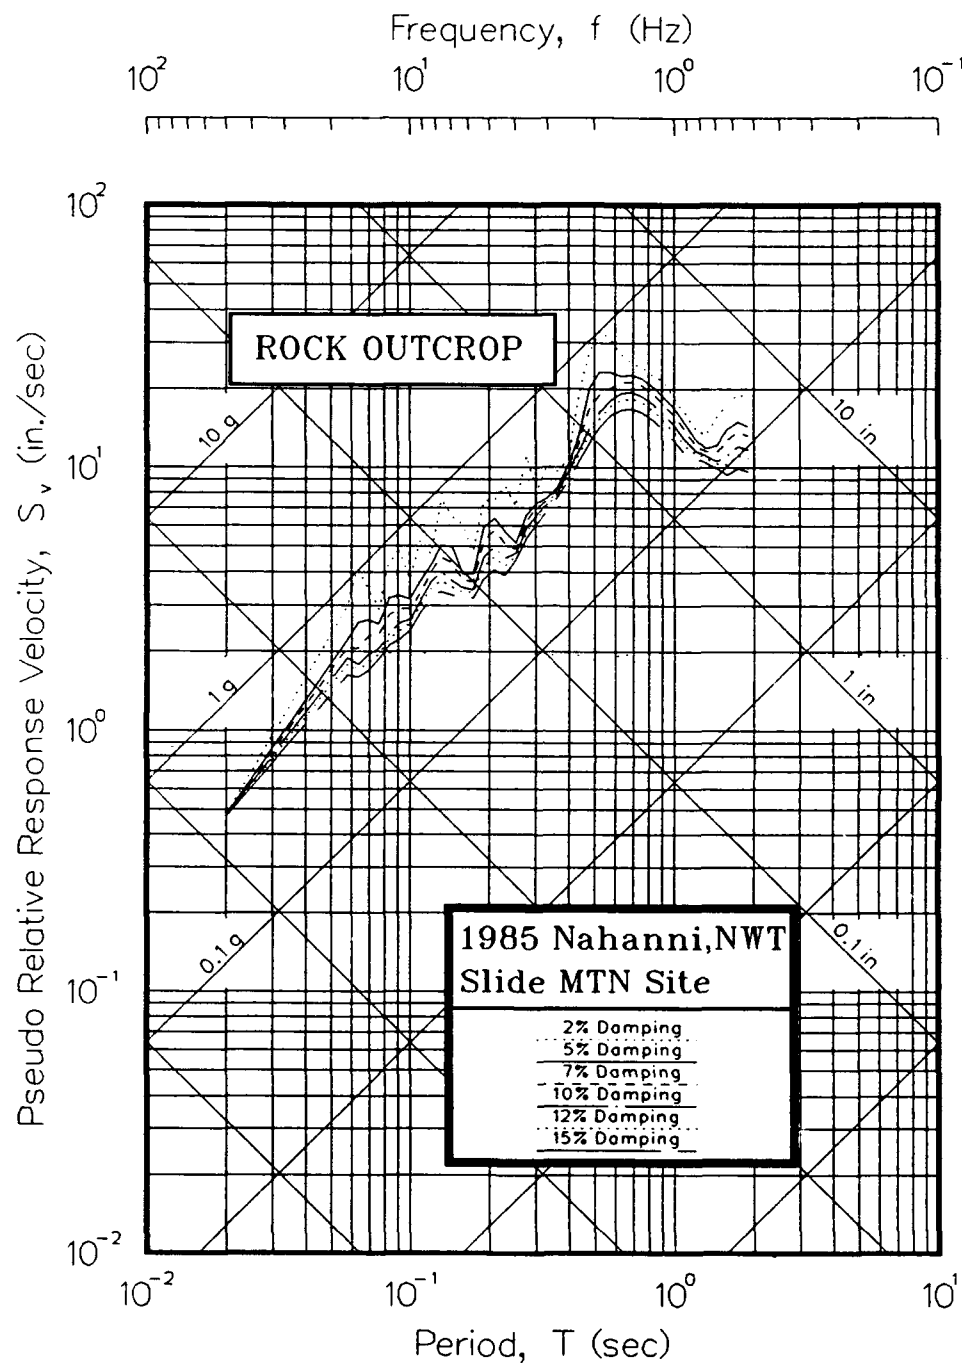 Frequency, f (Hz)
10² 10¹ 10⁰ 10⁻¹
Pseudo Relative Response Velocity, Sᵥ (in./sec)
10²
10¹
10⁰
10⁻¹
10⁻²
ROCK OUTCROP
10 g
10 in
1 g
1 in
0.1 g
0.1 in
1985 Nahanni,NWT
Slide MTN Site
2% Damping
5% Damping
7% Damping
10% Damping
12% Damping
15% Damping
10⁻² 10⁻¹ 10⁰ 10¹
Period, T (sec)